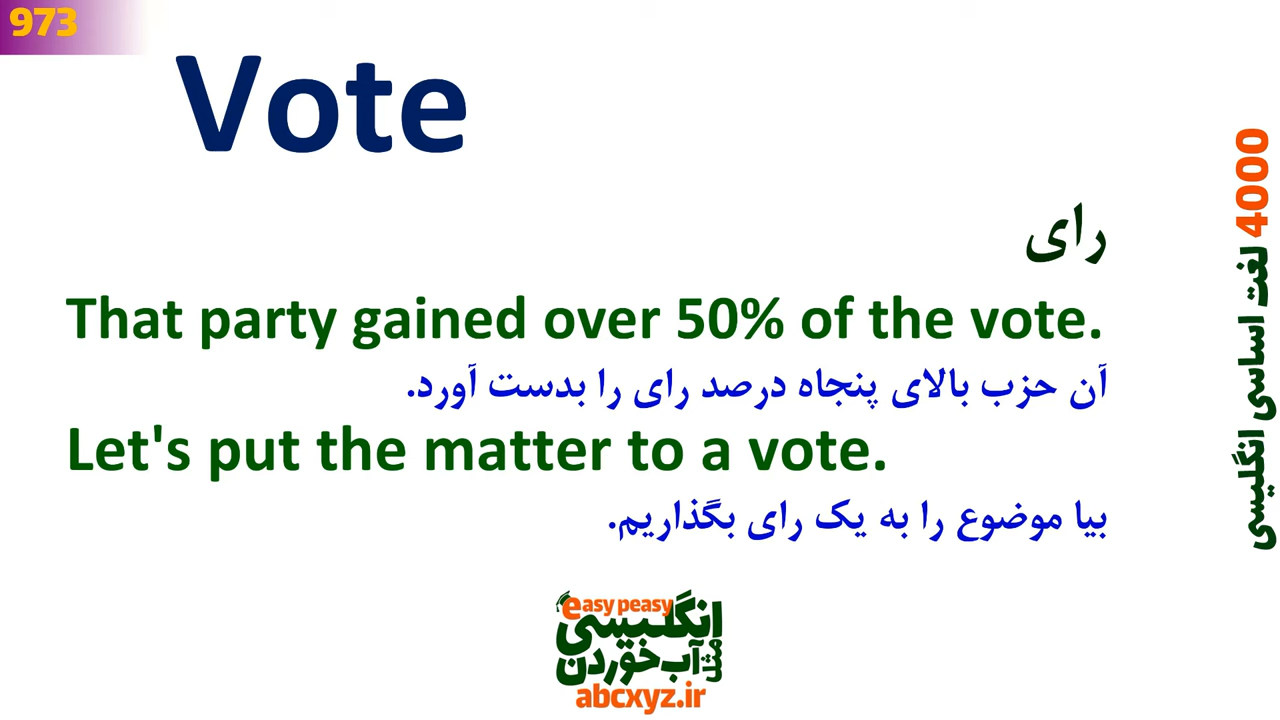 973
Vote
رای
That party gained over 50% of the vote.
آن حزب بالای پنجاه درصد رای را بدست آورد.
Let's put the matter to a vote.
بیا موضوع را به یک رای بگذاریم.
4000 لغت اساسی انگلیسی
easy peasy
انگلیسی
مثل آب خوردن
abcxyz.ir